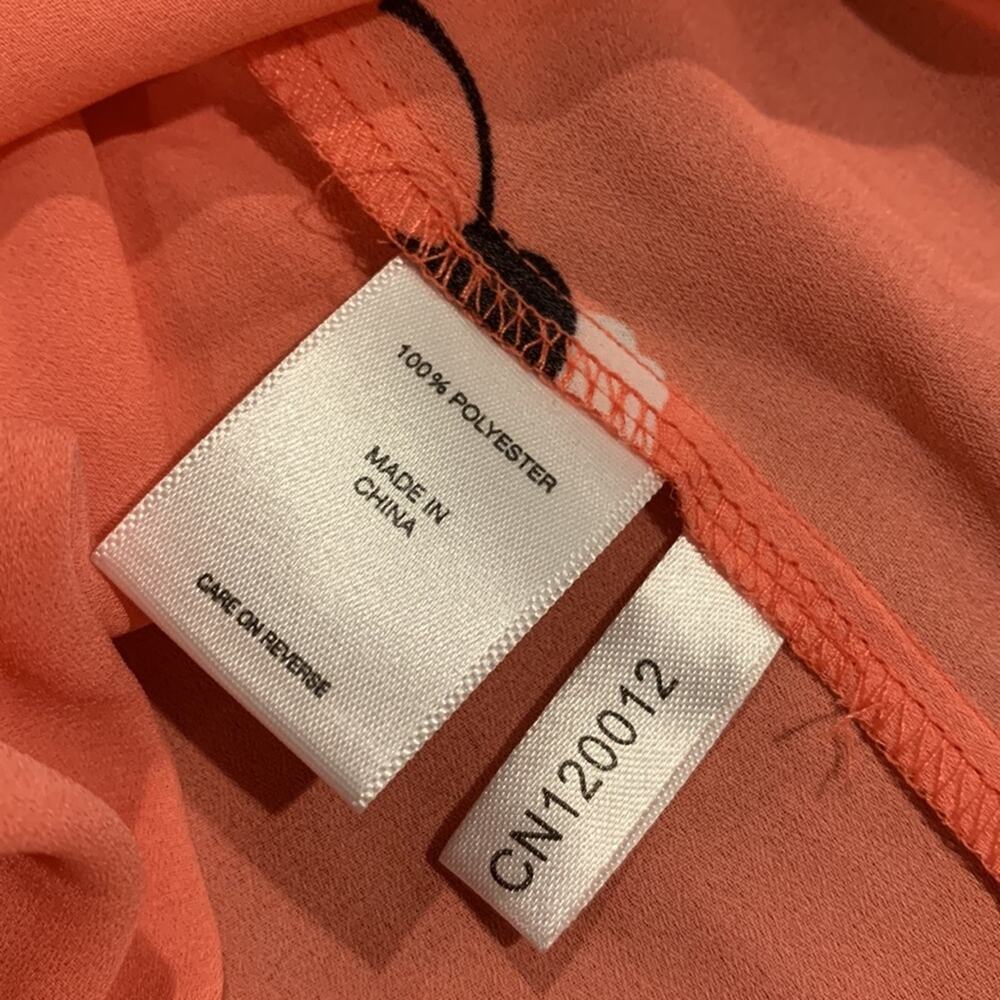 100% POLYESTER
MADE IN
CHINA
CARE ON REVERSE
CN120012